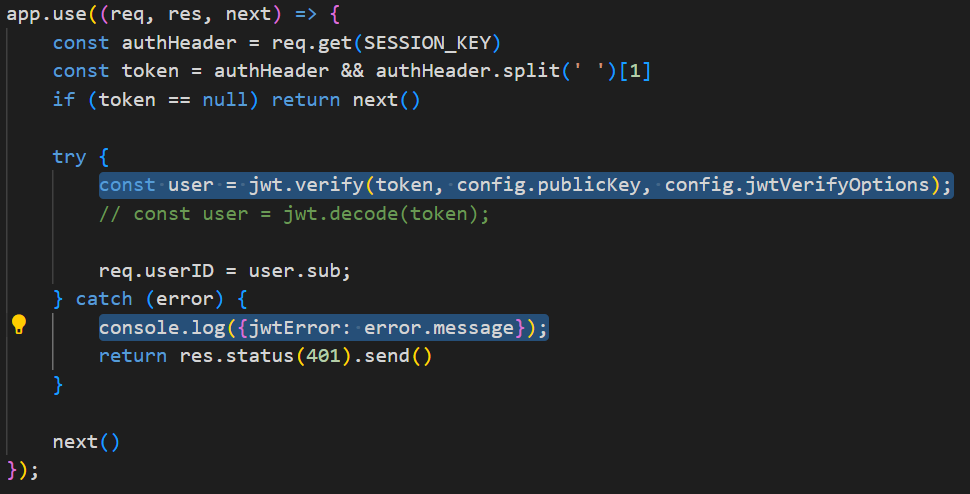 app.use((req, res, next) => {
    const authHeader = req.get(SESSION_KEY)
    const token = authHeader && authHeader.split(' ')[1]
    if (token == null) return next()
    try {
        const user = jwt.verify(token, config.publicKey, config.jwtVerifyOptions);
        // const user = jwt.decode(token);
        req.userID = user.sub;
    } catch (error) {
        console.log({jwtError: error.message});
        return res.status(401).send()
    }
    next()
});